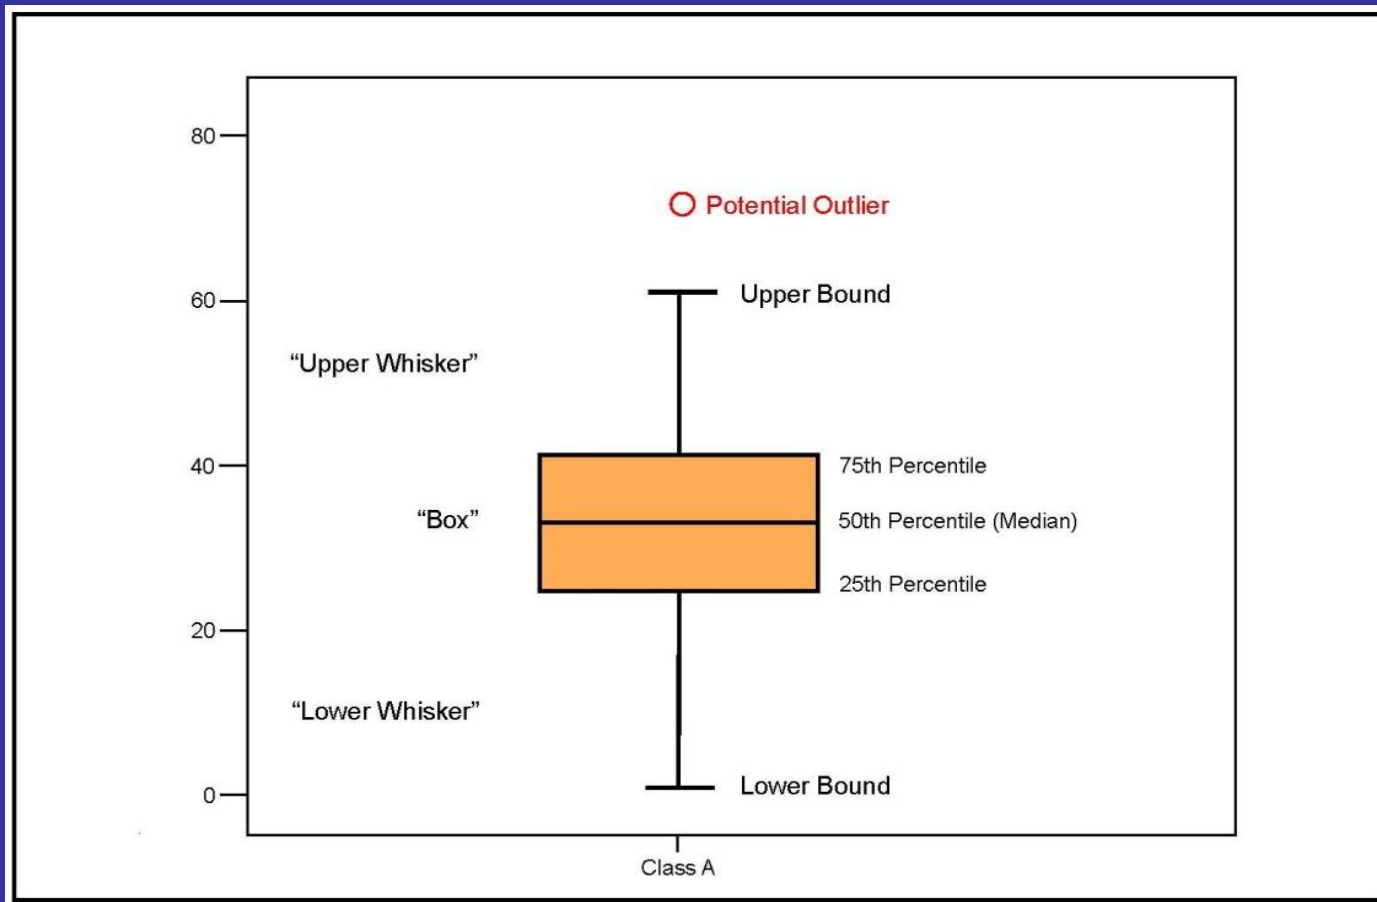 80
Potential Outlier
60
Upper Bound
“Upper Whisker”
40
75th Percentile
“Box”
50th Percentile (Median)
25th Percentile
20
“Lower Whisker”
0
Lower Bound
Class A